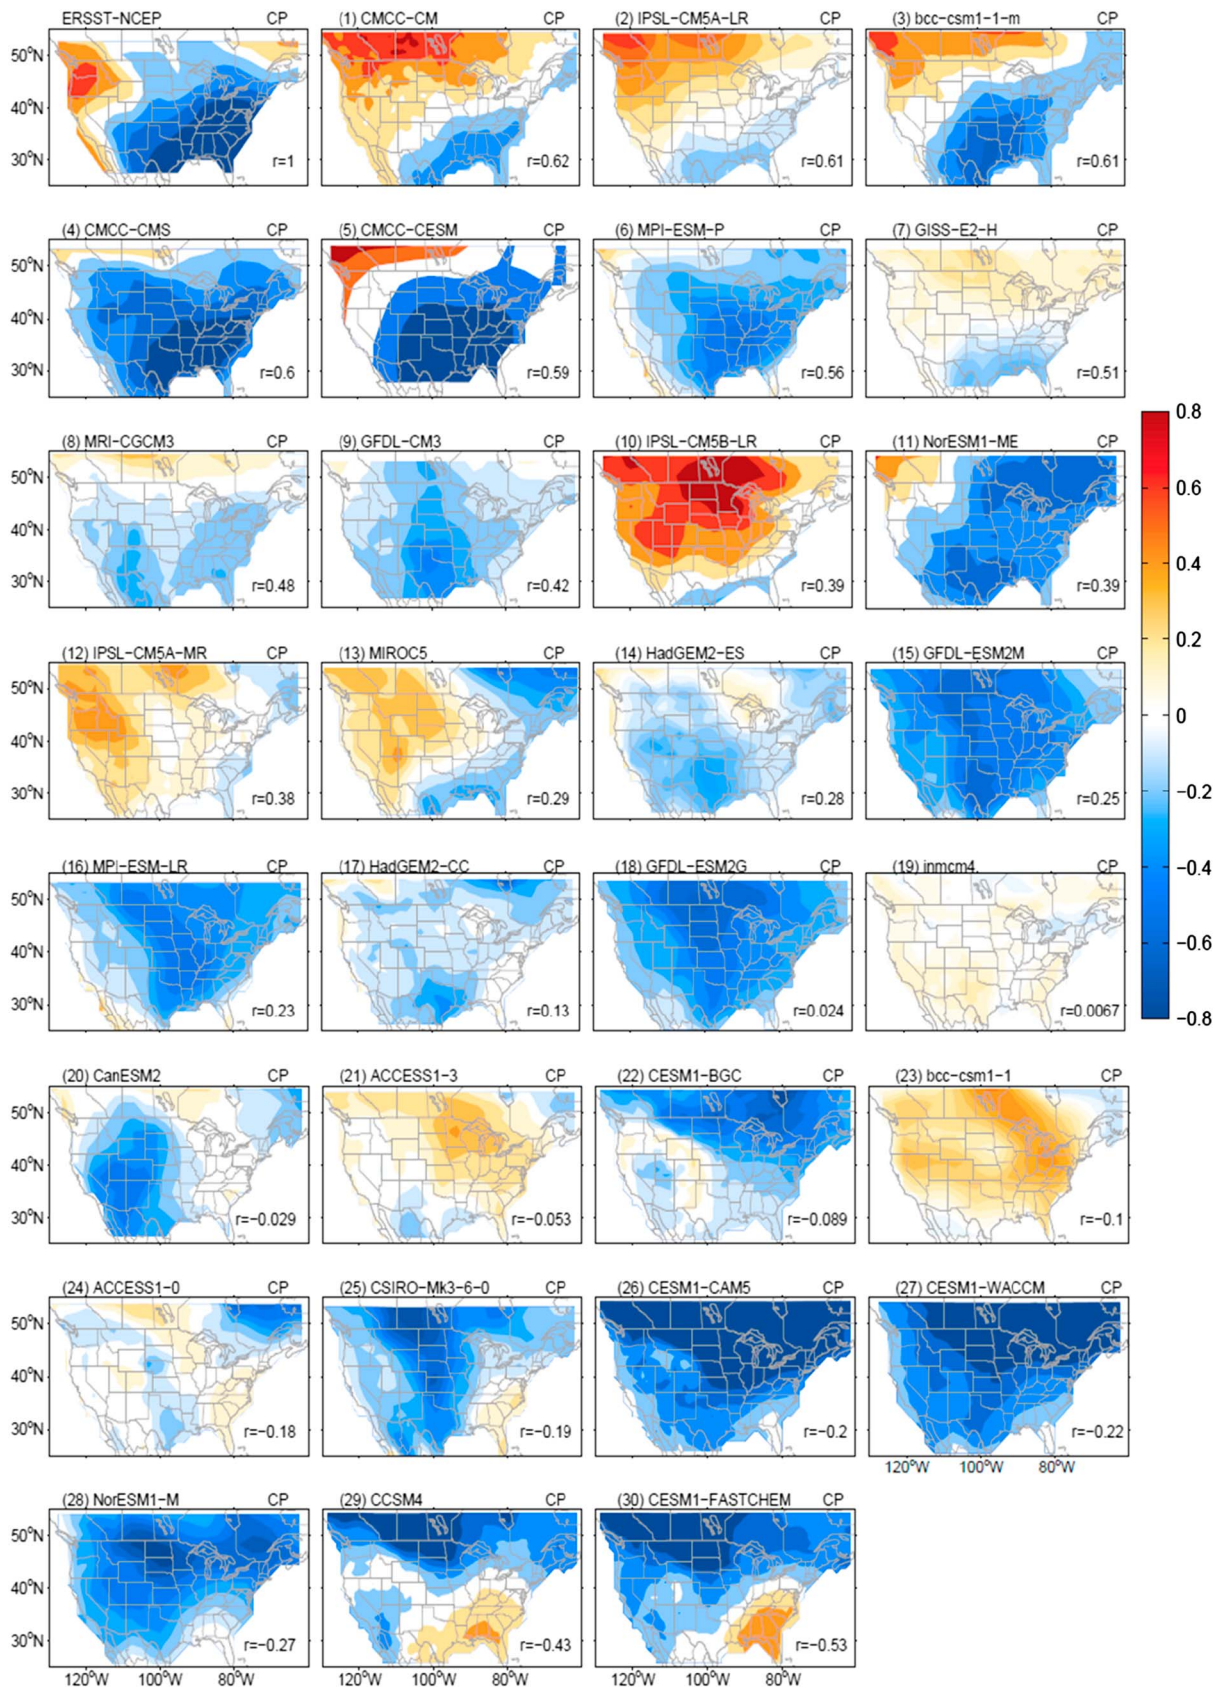 ERSST-NCEP CP (1) CMCC-CM CP (2) IPSL-CM5A-LR CP (3) bcc-csm1-1-m CP
50°N
40°N
30°N
r=1 r=0.62 r=0.61 r=0.61
(4) CMCC-CMS CP (5) CMCC-CESM CP (6) MPI-ESM-P CP (7) GISS-E2-H CP
50°N
40°N
30°N
r=0.6 r=0.59 r=0.56 r=0.51
(8) MRI-CGCM3 CP (9) GFDL-CM3 CP (10) IPSL-CM5B-LR CP (11) NorESM1-ME CP
50°N
40°N
30°N
r=0.48 r=0.42 r=0.39 r=0.39
(12) IPSL-CM5A-MR CP (13) MIROC5 CP (14) HadGEM2-ES CP (15) GFDL-ESM2M CP
50°N
40°N
30°N
r=0.38 r=0.29 r=0.28 r=0.25
(16) MPI-ESM-LR CP (17) HadGEM2-CC CP (18) GFDL-ESM2G CP (19) inmcm4. CP
50°N
40°N
30°N
r=0.23 r=0.13 r=0.024 r=0.0067
(20) CanESM2 CP (21) ACCESS1-3 CP (22) CESM1-BGC CP (23) bcc-csm1-1 CP
50°N
40°N
30°N
r=-0.029 r=-0.053 r=-0.089 r=-0.1
(24) ACCESS1-0 CP (25) CSIRO-Mk3-6-0 CP (26) CESM1-CAM5 CP (27) CESM1-WACCM CP
50°N
40°N
30°N
r=-0.18 r=-0.19 r=-0.2 r=-0.22
120°W 100°W 80°W
(28) NorESM1-M CP (29) CCSM4 CP (30) CESM1-FASTCHEM CP
50°N
40°N
30°N
r=-0.27 r=-0.43 r=-0.53
120°W 100°W 80°W 120°W 100°W 80°W 120°W 100°W 80°W
0.8
0.6
0.4
0.2
0
-0.2
-0.4
-0.6
-0.8